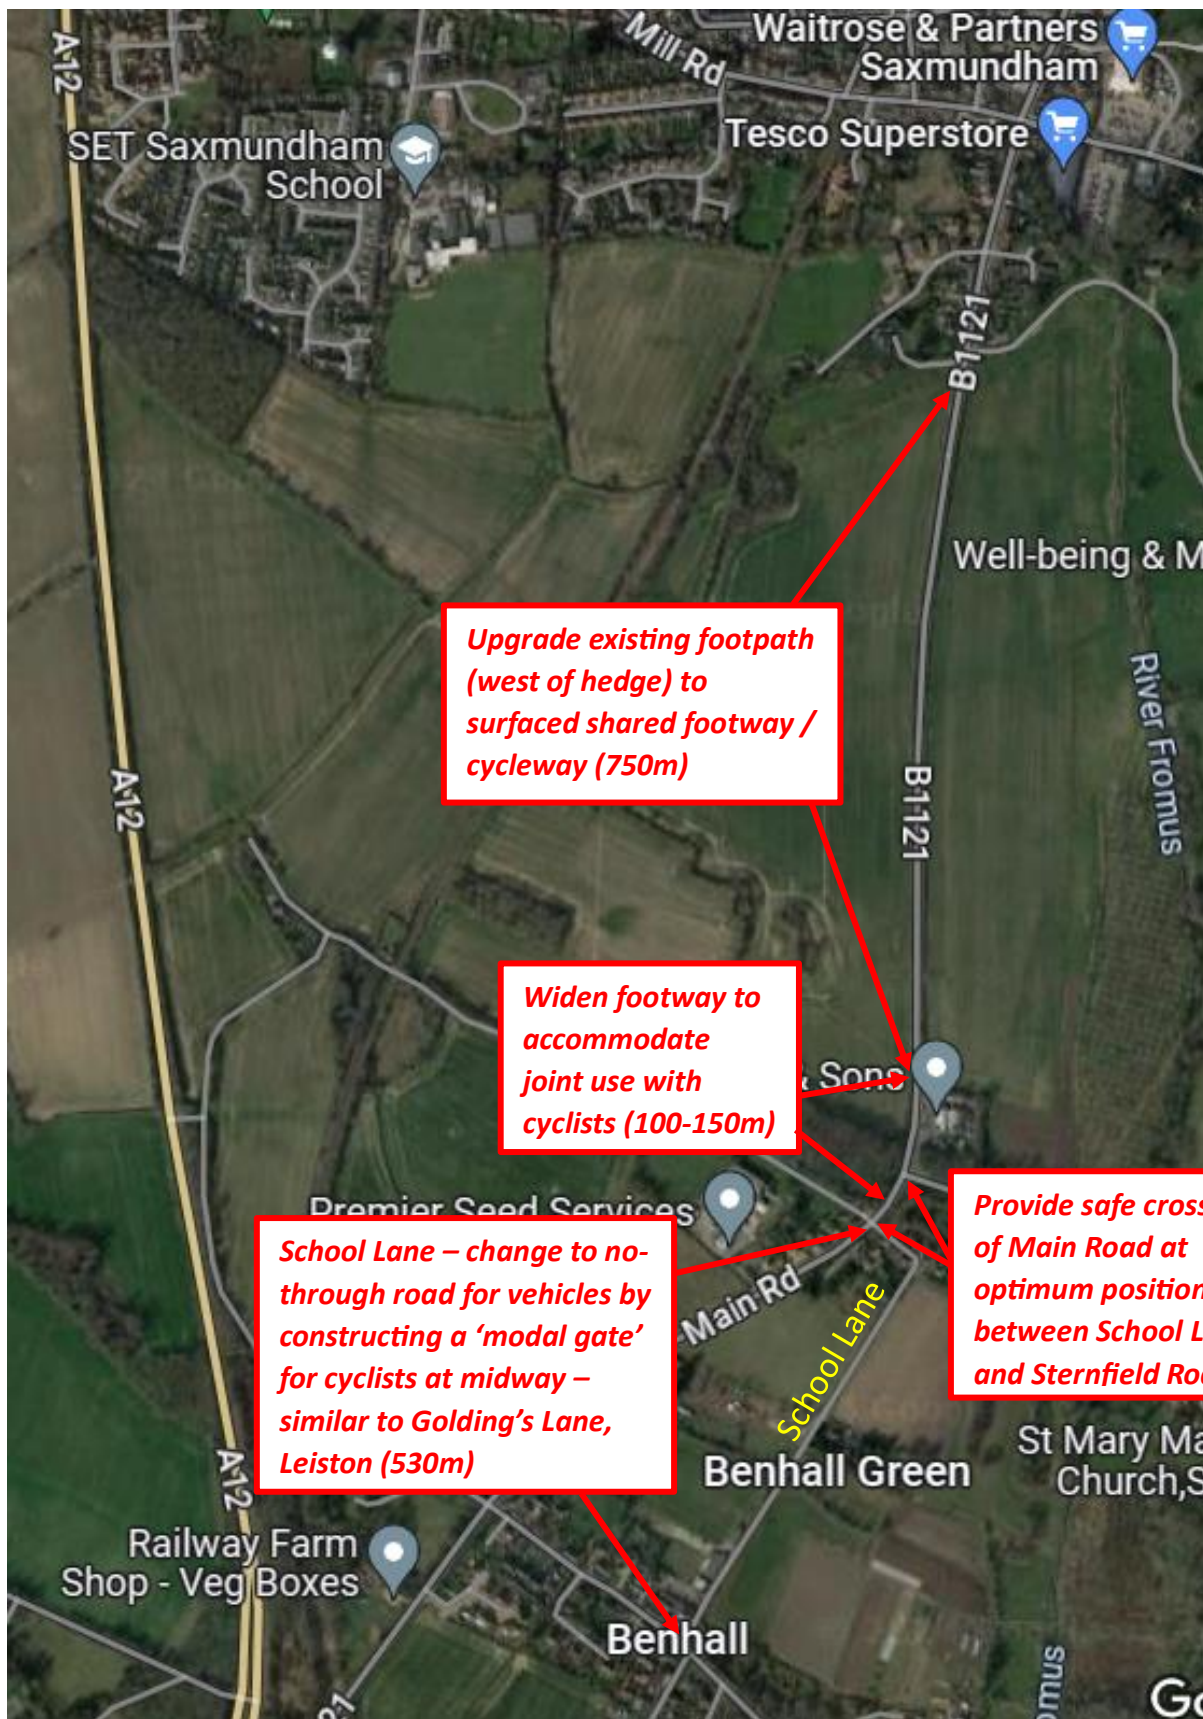 A12
Mill Rd
Waitrose & Partners
Saxmundham
SET Saxmundham
School
Tesco Superstore
B1121
Well-being & M
Upgrade existing footpath
(west of hedge) to
surfaced shared footway /
cycleway (750m)
River Fromus
A12
B1121
Widen footway to
accommodate
joint use with
cyclists (100-150m)
& Sons
Premier Seed Services
Provide safe cross
of Main Road at
optimum position
between School L
and Sternfield Ro
School Lane – change to no-
through road for vehicles by
constructing a ‘modal gate’
for cyclists at midway –
similar to Golding’s Lane,
Leiston (530m)
Main Rd
School Lane
A12
Benhall Green
St Mary Ma
Church,S
Railway Farm
Shop - Veg Boxes
Benhall
21
omus
Go